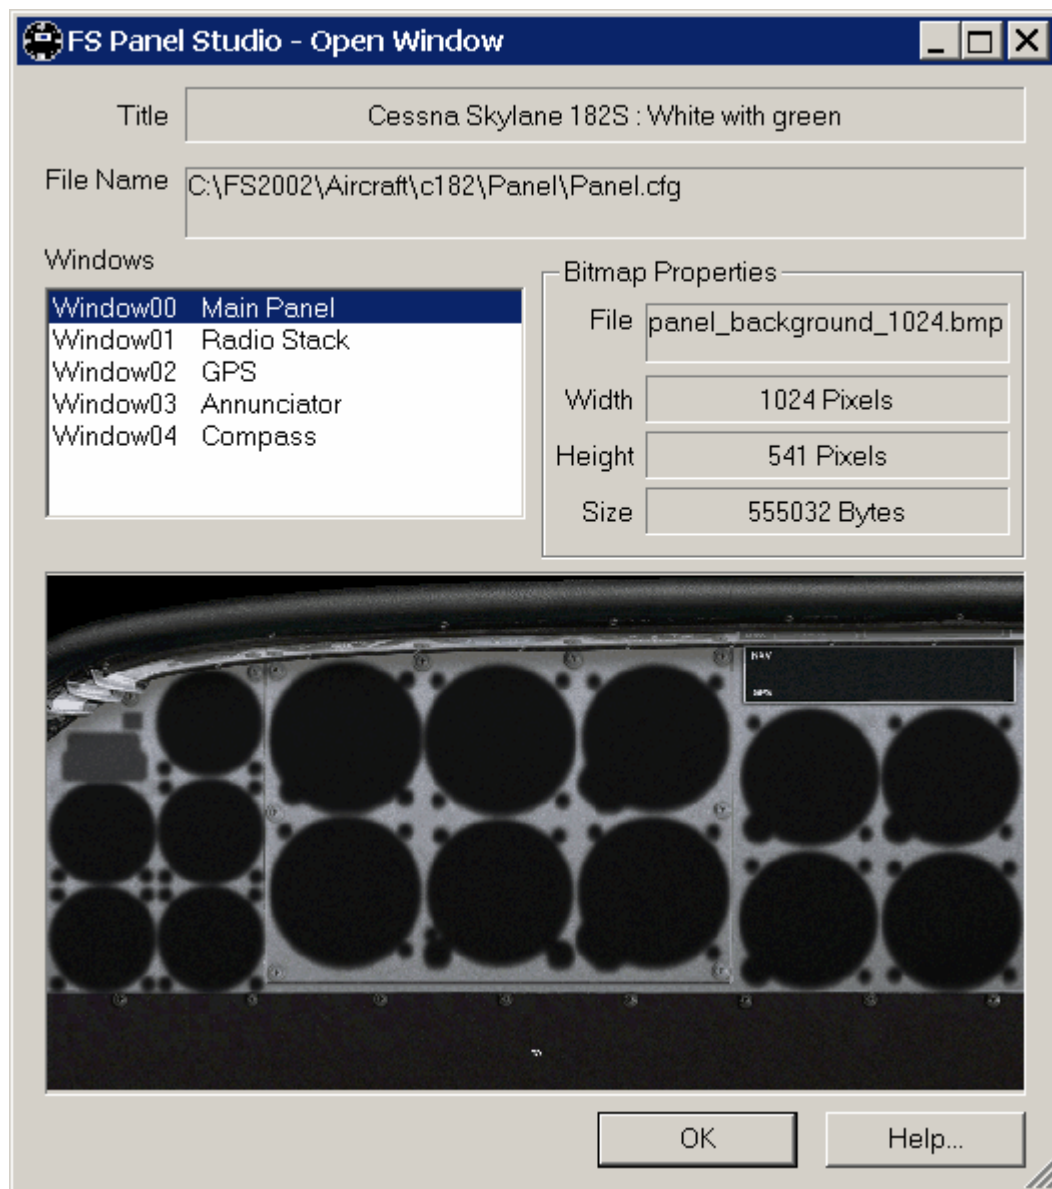 FS Panel Studio - Open Window
Title
Cessna Skylane 182S : White with green
File Name
C:\FS2002\Aircraft\c182\Panel\Panel.cfg
Windows
Window00 Main Panel
Window01 Radio Stack
Window02 GPS
Window03 Annunciator
Window04 Compass
Bitmap Properties
File
panel_background_1024.bmp
Width
1024 Pixels
Height
541 Pixels
Size
555032 Bytes
NAV
GPS
OK
Help...